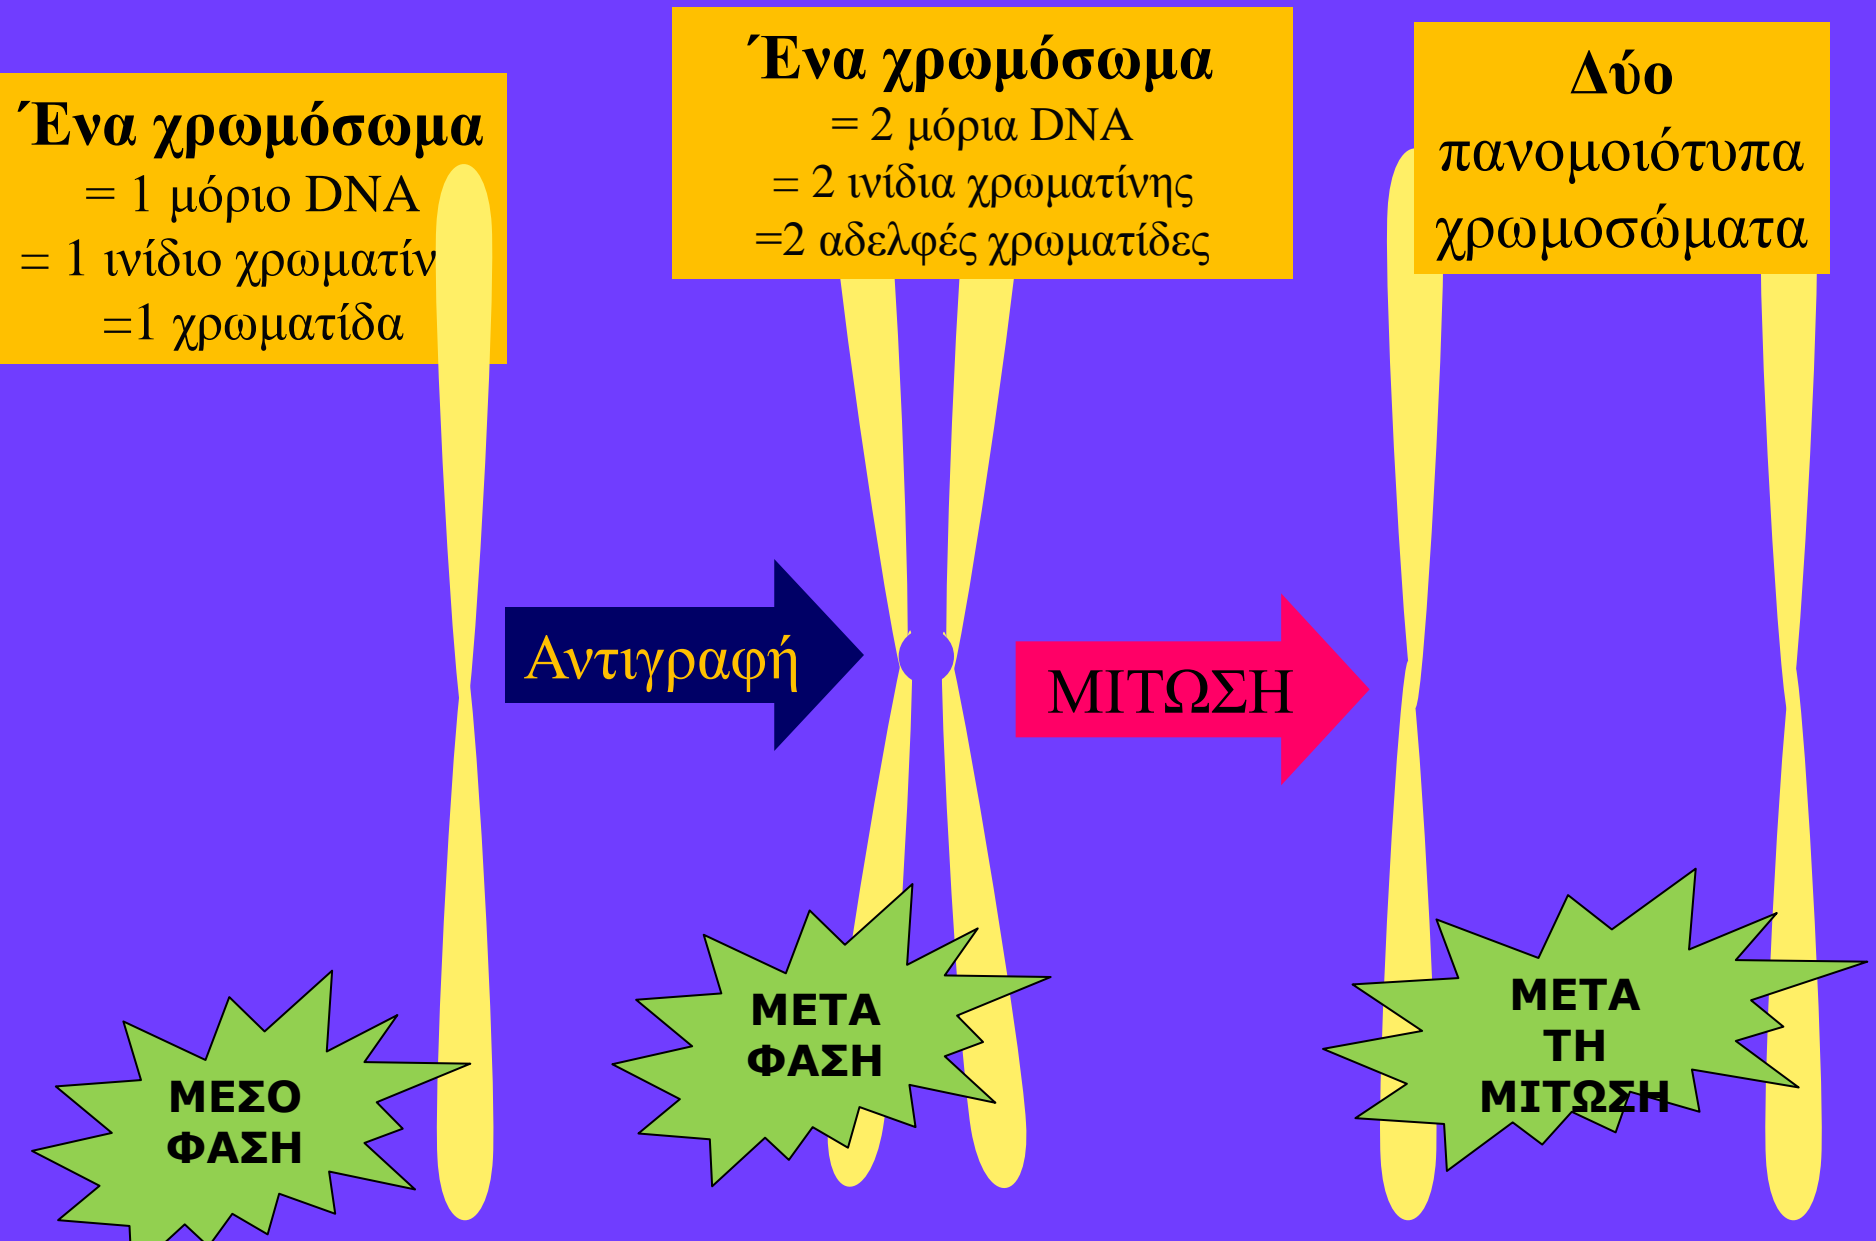 Ένα χρωμόσωμα
= 1 μόριο DNA
= 1 ινίδιο χρωματίν
=1 χρωματίδα
Ένα χρωμόσωμα
= 2 μόρια DNA
= 2 ινίδια χρωματίνης
=2 αδελφές χρωματίδες
Δύο
πανομοιότυπα
χρωμοσώματα
Αντιγραφή
ΜΙΤΩΣΗ
ΜΕΣΟ
ΦΑΣΗ
ΜΕΤΑ
ΦΑΣΗ
ΜΕΤΑ
ΤΗ
ΜΙΤΩΣΗ